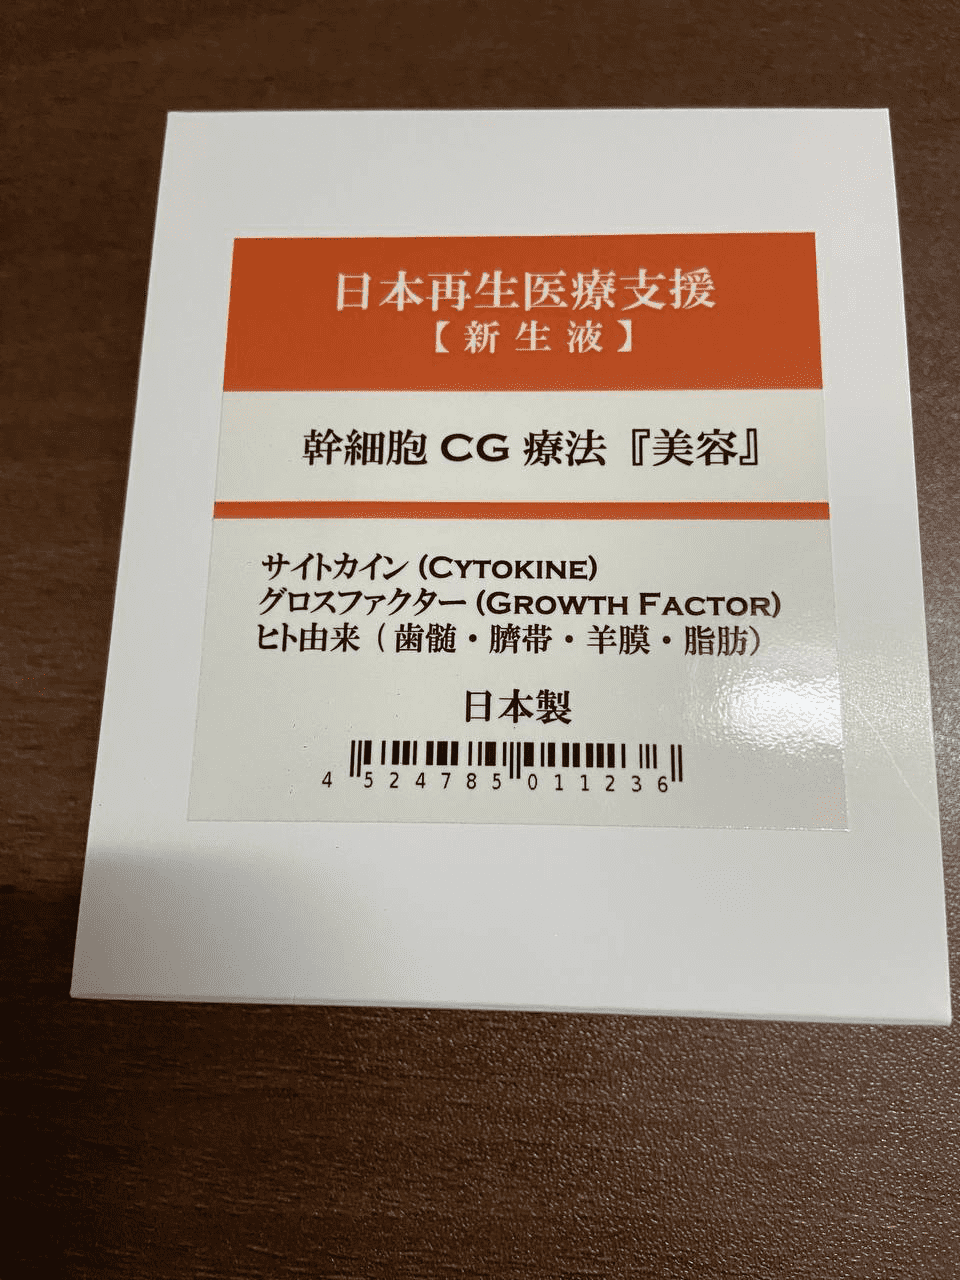 日本再生医療支援
【新生液】
幹細胞 CG 療法『美容』
サイトカイン (CYTOKINE)
グロスファクター (GROWTH FACTOR)
ヒト由来 ( 歯髄・臍帯・羊膜・脂肪)
日本製
4 524785 011236